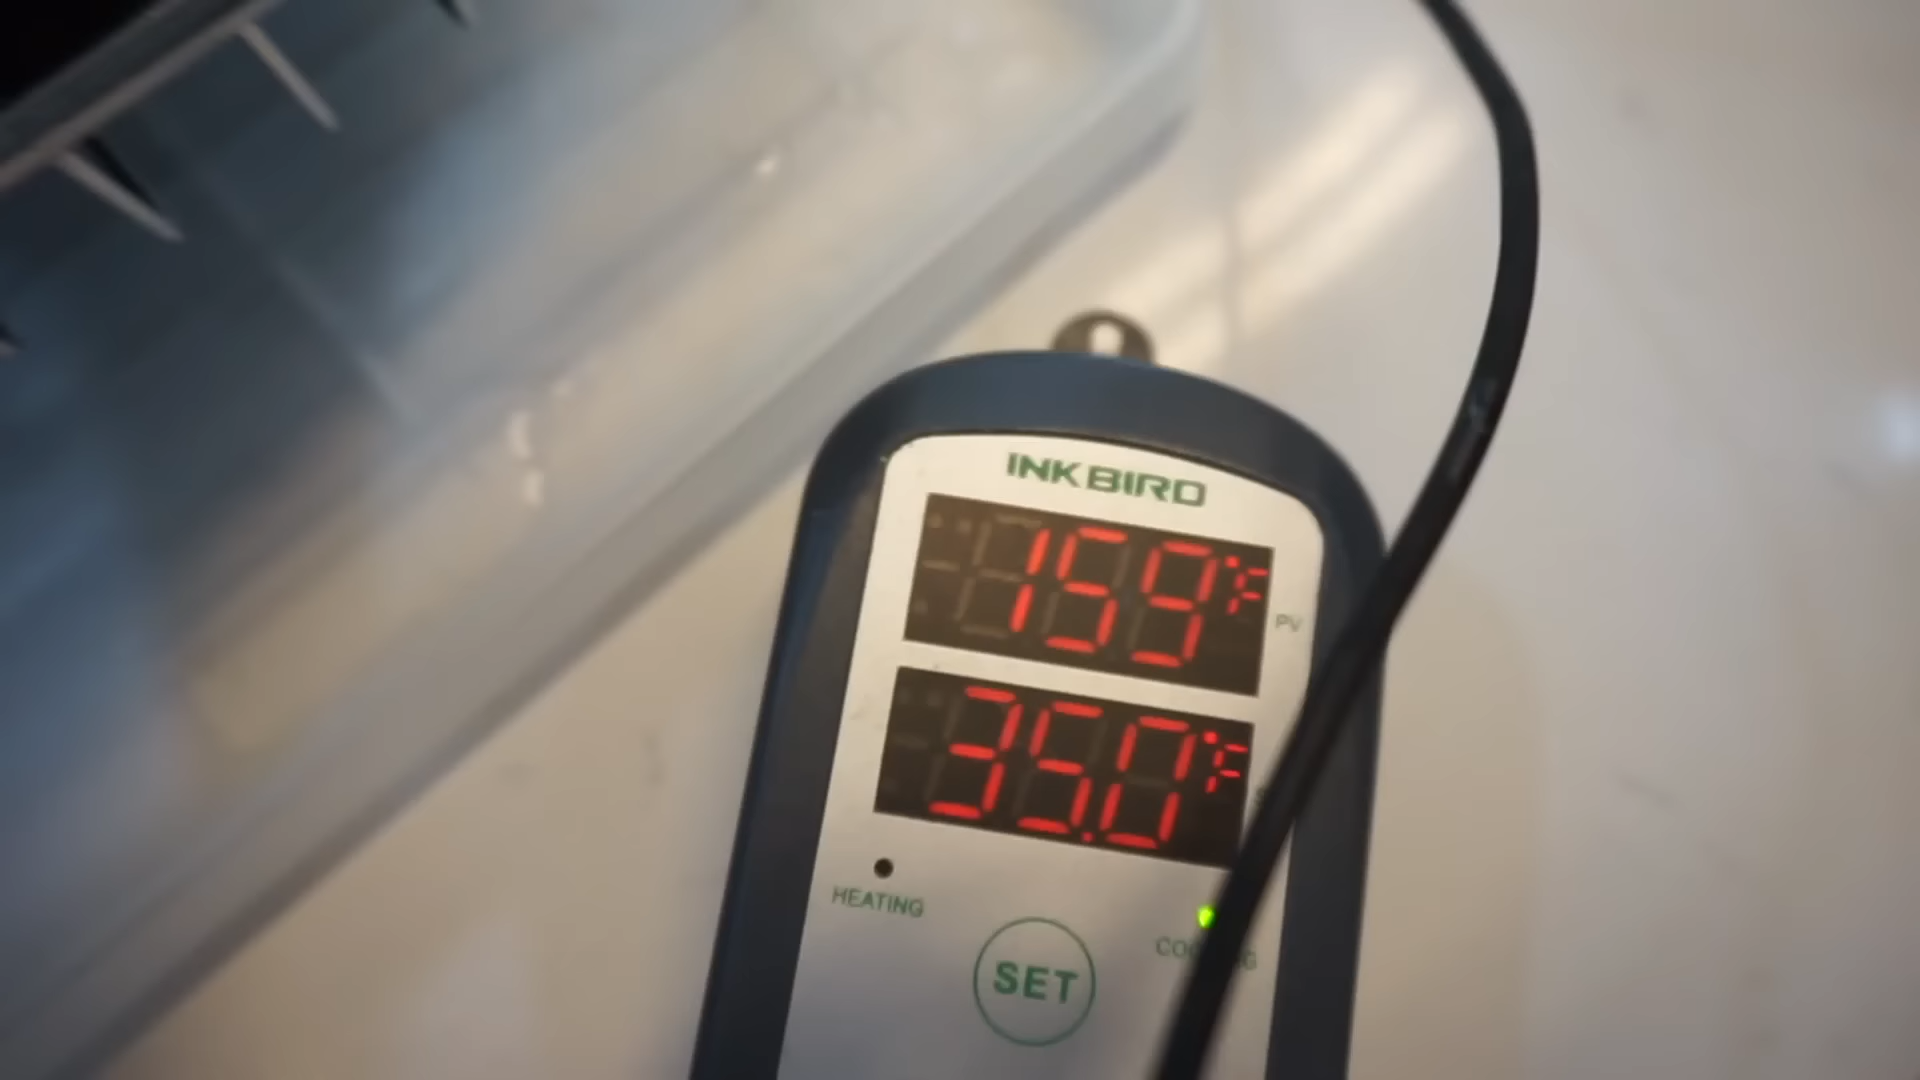 INKBIRD
159°F
PV
35.0°F
HEATING
SET